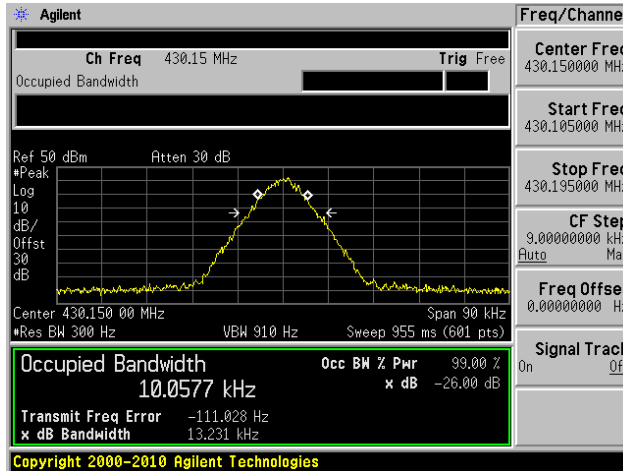 Agilent
Freq/Channe
Ch Freq 430.15 MHz Trig Free
Occupied Bandwidth
Center Freq
430.150000 MHz
Start Freq
430.105000 MHz
Stop Freq
430.195000 MHz
CF Step
9.00000000 kHz
Auto Ma
Freq Offse
0.00000000 Hz
Signal Track
On Of
Ref 50 dBm Atten 30 dB
#Peak
Log
10
dB/
Offst
30
dB
Center 430.150 00 MHz Span 90 kHz
#Res BW 300 Hz VBW 910 Hz Sweep 955 ms (601 pts)
Occupied Bandwidth
10.0577 kHz
Occ BW % Pwr 99.00 %
x dB -26.00 dB
Transmit Freq Error -111.028 Hz
x dB Bandwidth 13.231 kHz
Copyright 2000-2010 Agilent Technologies